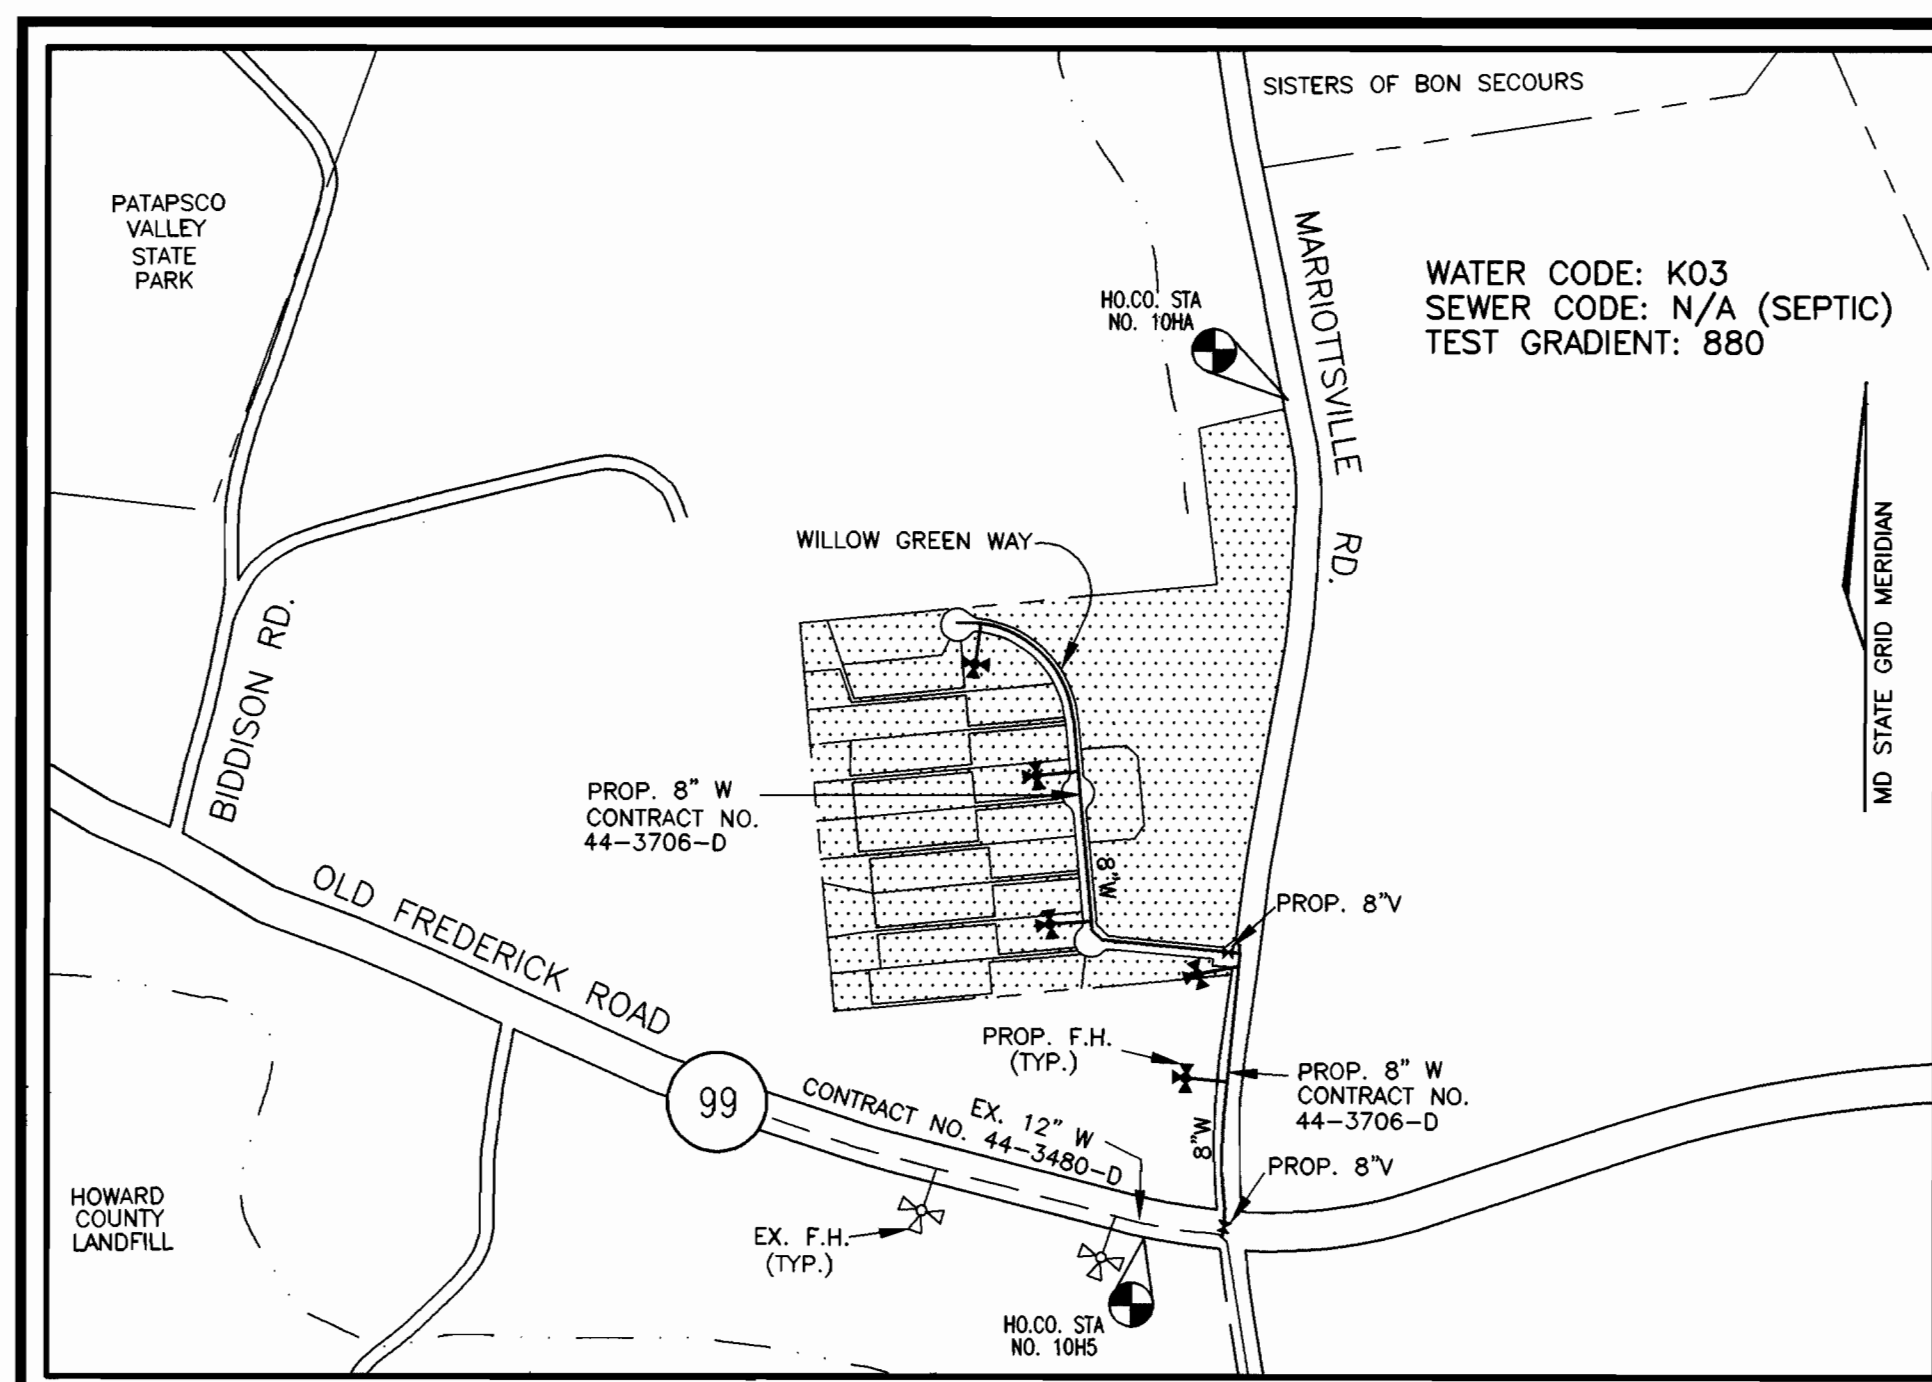 SISTERS OF BON SECOURS
PATAPSCO
VALLEY
STATE
PARK
MARRIOTTSVILLE RD.
WATER CODE: K03
SEWER CODE: N/A (SEPTIC)
TEST GRADIENT: 880
HO.CO. STA
NO. 10HA
MD STATE GRID MERIDIAN
WILLOW GREEN WAY
BIDDISON RD.
PROP. 8" W
CONTRACT NO.
44-3706-D
8"W
PROP. 8"V
OLD FREDERICK ROAD
PROP. F.H.
(TYP.)
PROP. 8" W
CONTRACT NO.
44-3706-D
99
EX. 12" W
CONTRACT NO. 44-3480-D
8"W
PROP. 8"V
HOWARD
COUNTY
LANDFILL
EX. F.H.
(TYP.)
HO.CO. STA
NO. 10H5